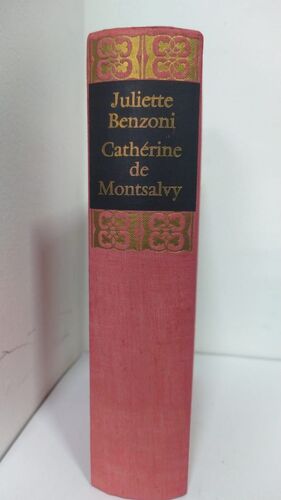 Juliette
Benzoni
Cathérine
de
Montsalvy